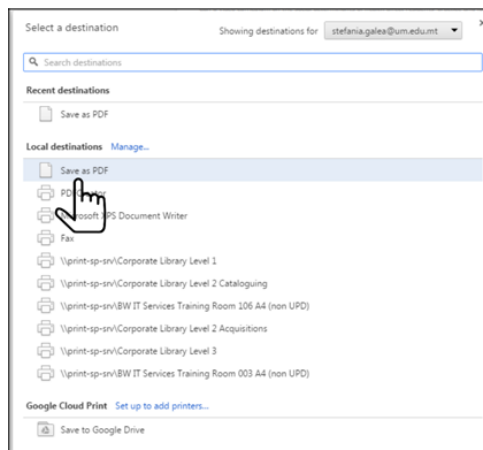 Select a destination
Showing destinations for stefania.galea@um.edu.mt
Search destinations
Recent destinations
Save as PDF
Local destinations Manage...
Save as PDF
Microsoft XPS Document Writer
Fax
\\print-sp-srv\Corporate Library Level 1
\\print-sp-srv\Corporate Library Level 2 Cataloguing
\\print-sp-srv\BW IT Services Training Room 106 A4 (non UPD)
\\print-sp-srv\Corporate Library Level 2 Acquisitions
\\print-sp-srv\Corporate Library Level 3
\\print-sp-srv\BW IT Services Training Room 003 A4 (non UPD)
Google Cloud Print Set up to add printers...
Save to Google Drive